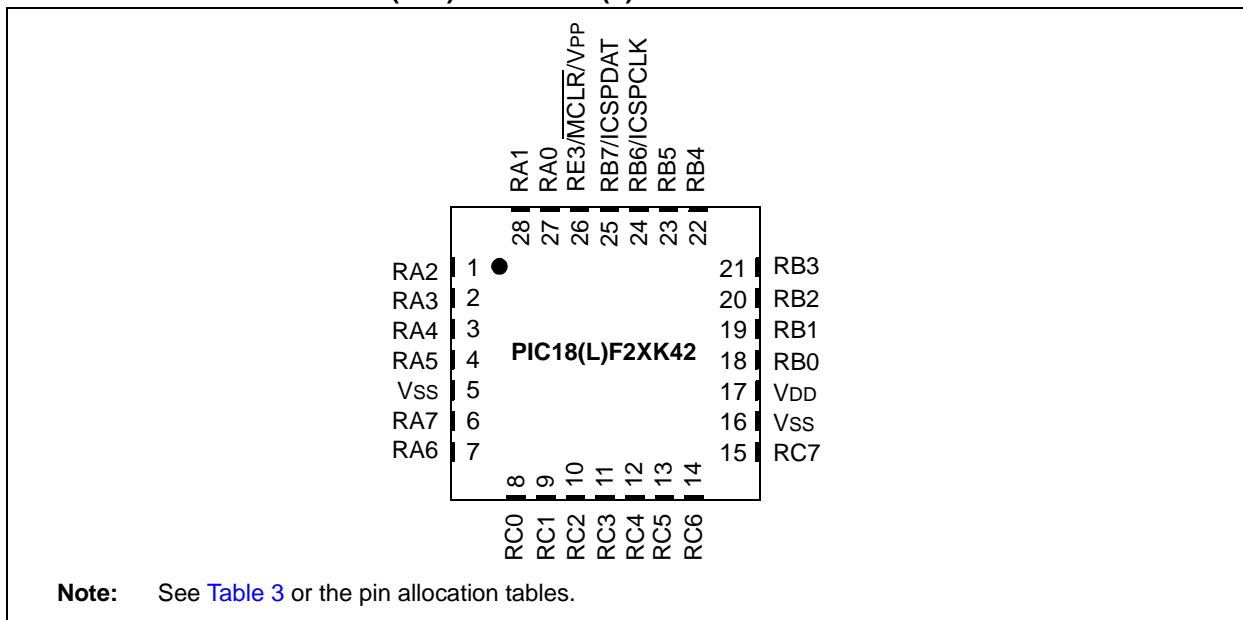 RA1
RA0
RE3/MCLR/VPP
RB7/ICSPDAT
RB6/ICSPCLK
RB5
RB4
28 27 26 25 24 23 22
RA2 1 21 RB3
RA3 2 20 RB2
RA4 3 19 RB1
RA5 4 PIC18(L)F2XK42 18 RB0
VSS 5 17 VDD
RA7 6 16 VSS
RA6 7 15 RC7
8 9 10 11 12 13 14
RC0
RC1
RC2
RC3
RC4
RC5
RC6
Note: See Table 3 or the pin allocation tables.